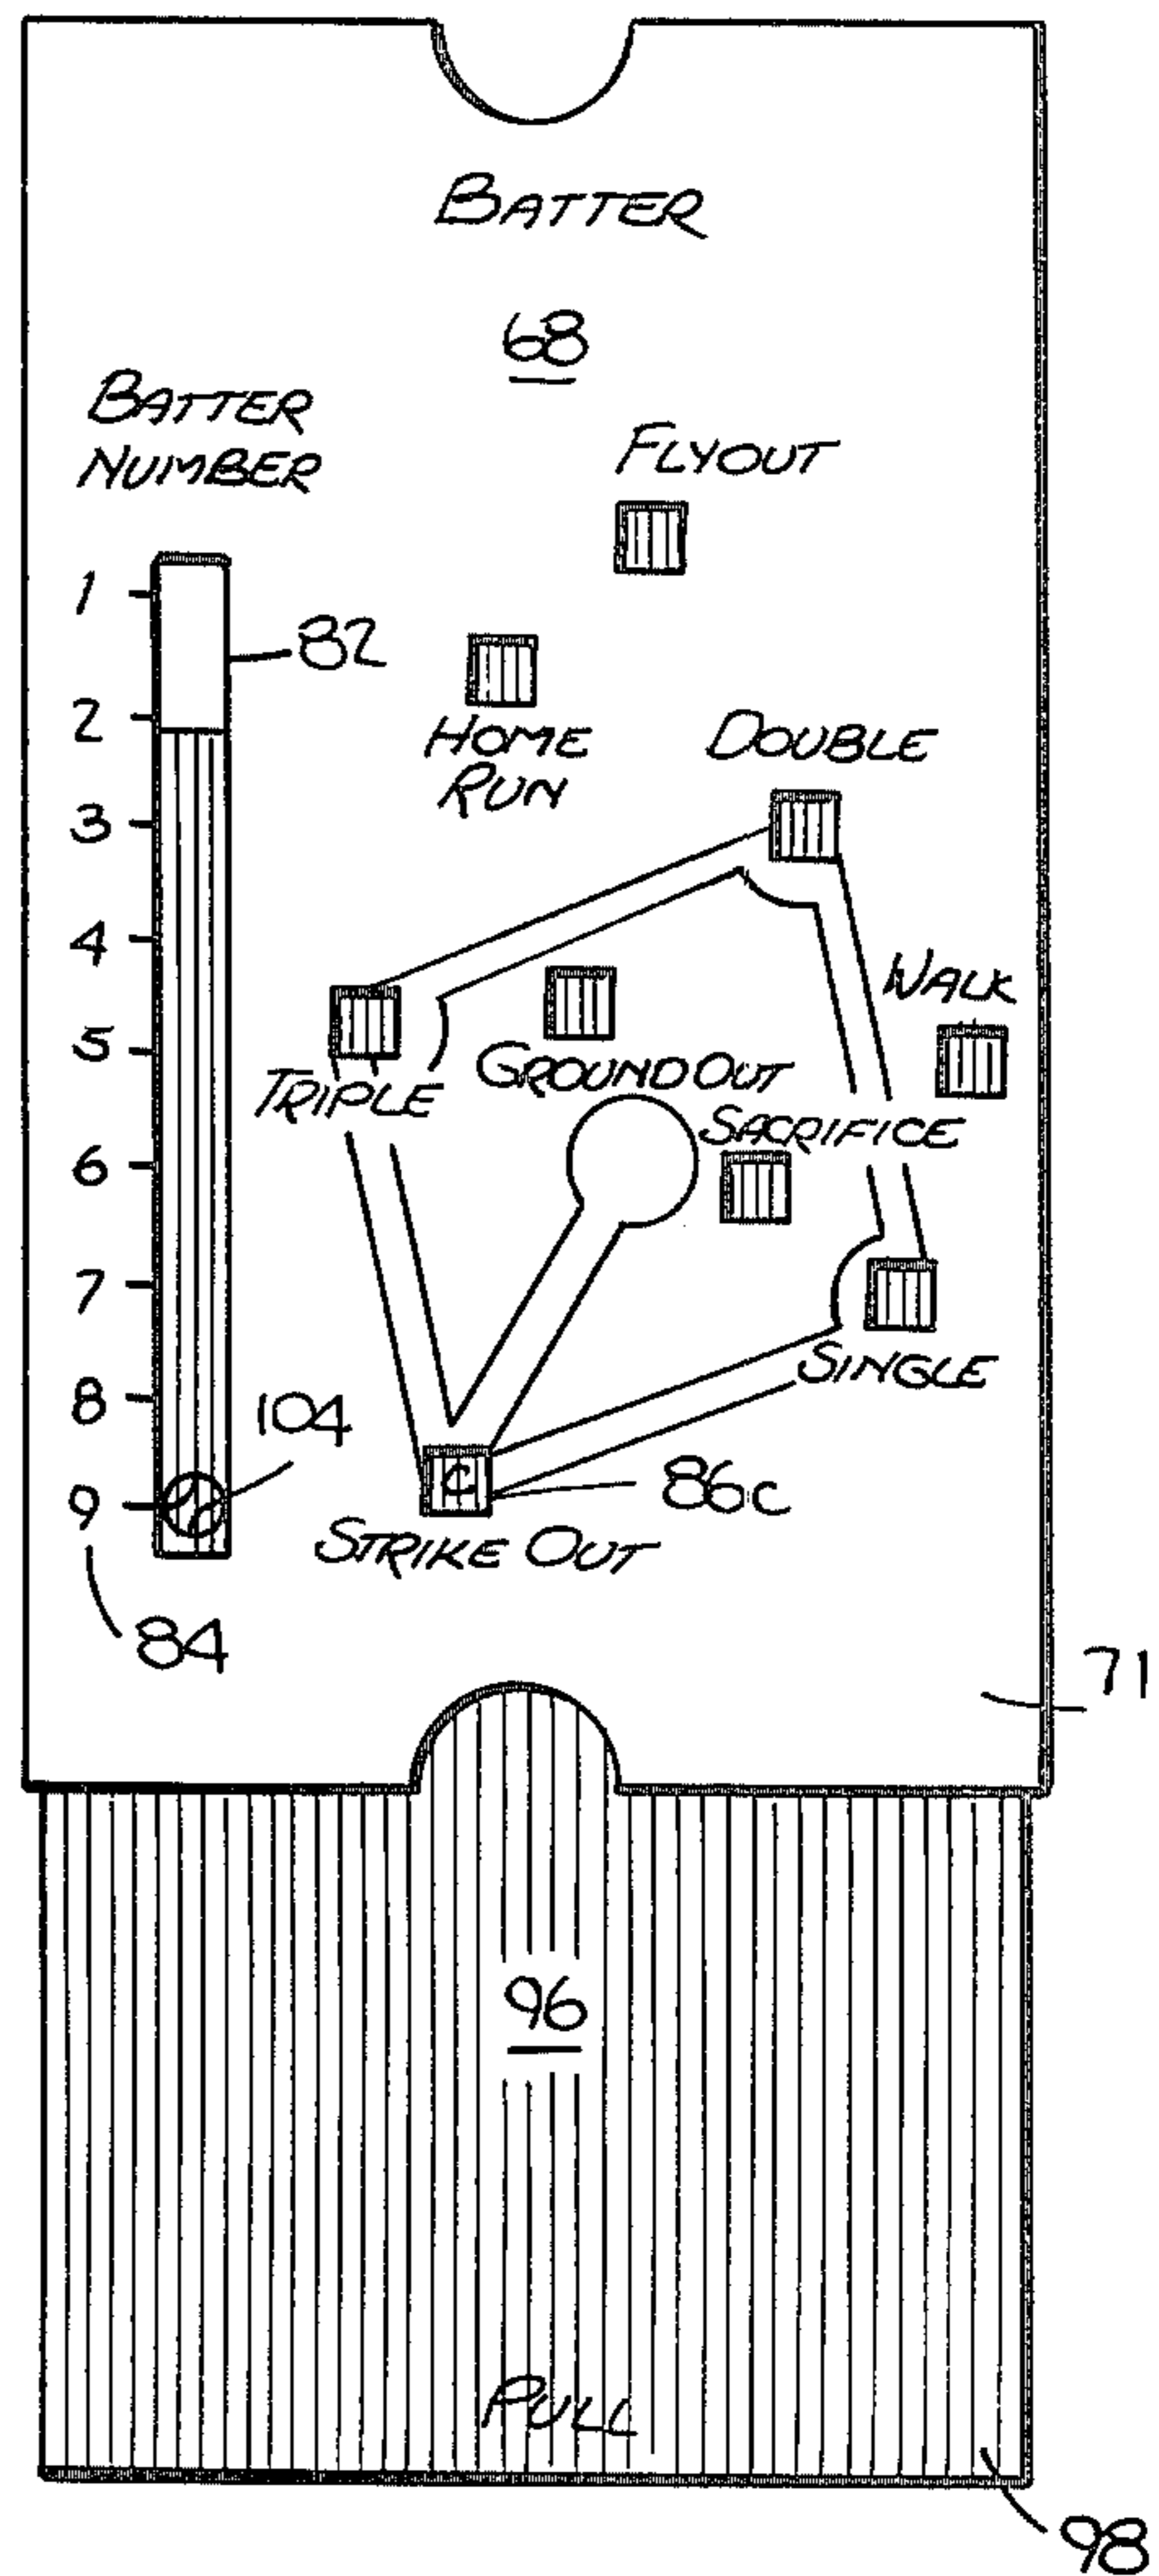 BATTER
68
BATTER
NUMBER
FLYOUT
1
82
2
HOME
RUN
DOUBLE
3
4
WALK
5
GROUND OUT
TRIPLE
SACRIFICE
6
7
SINGLE
8
104
C
86c
9
STRIKE OUT
84
71
96
PULL
98